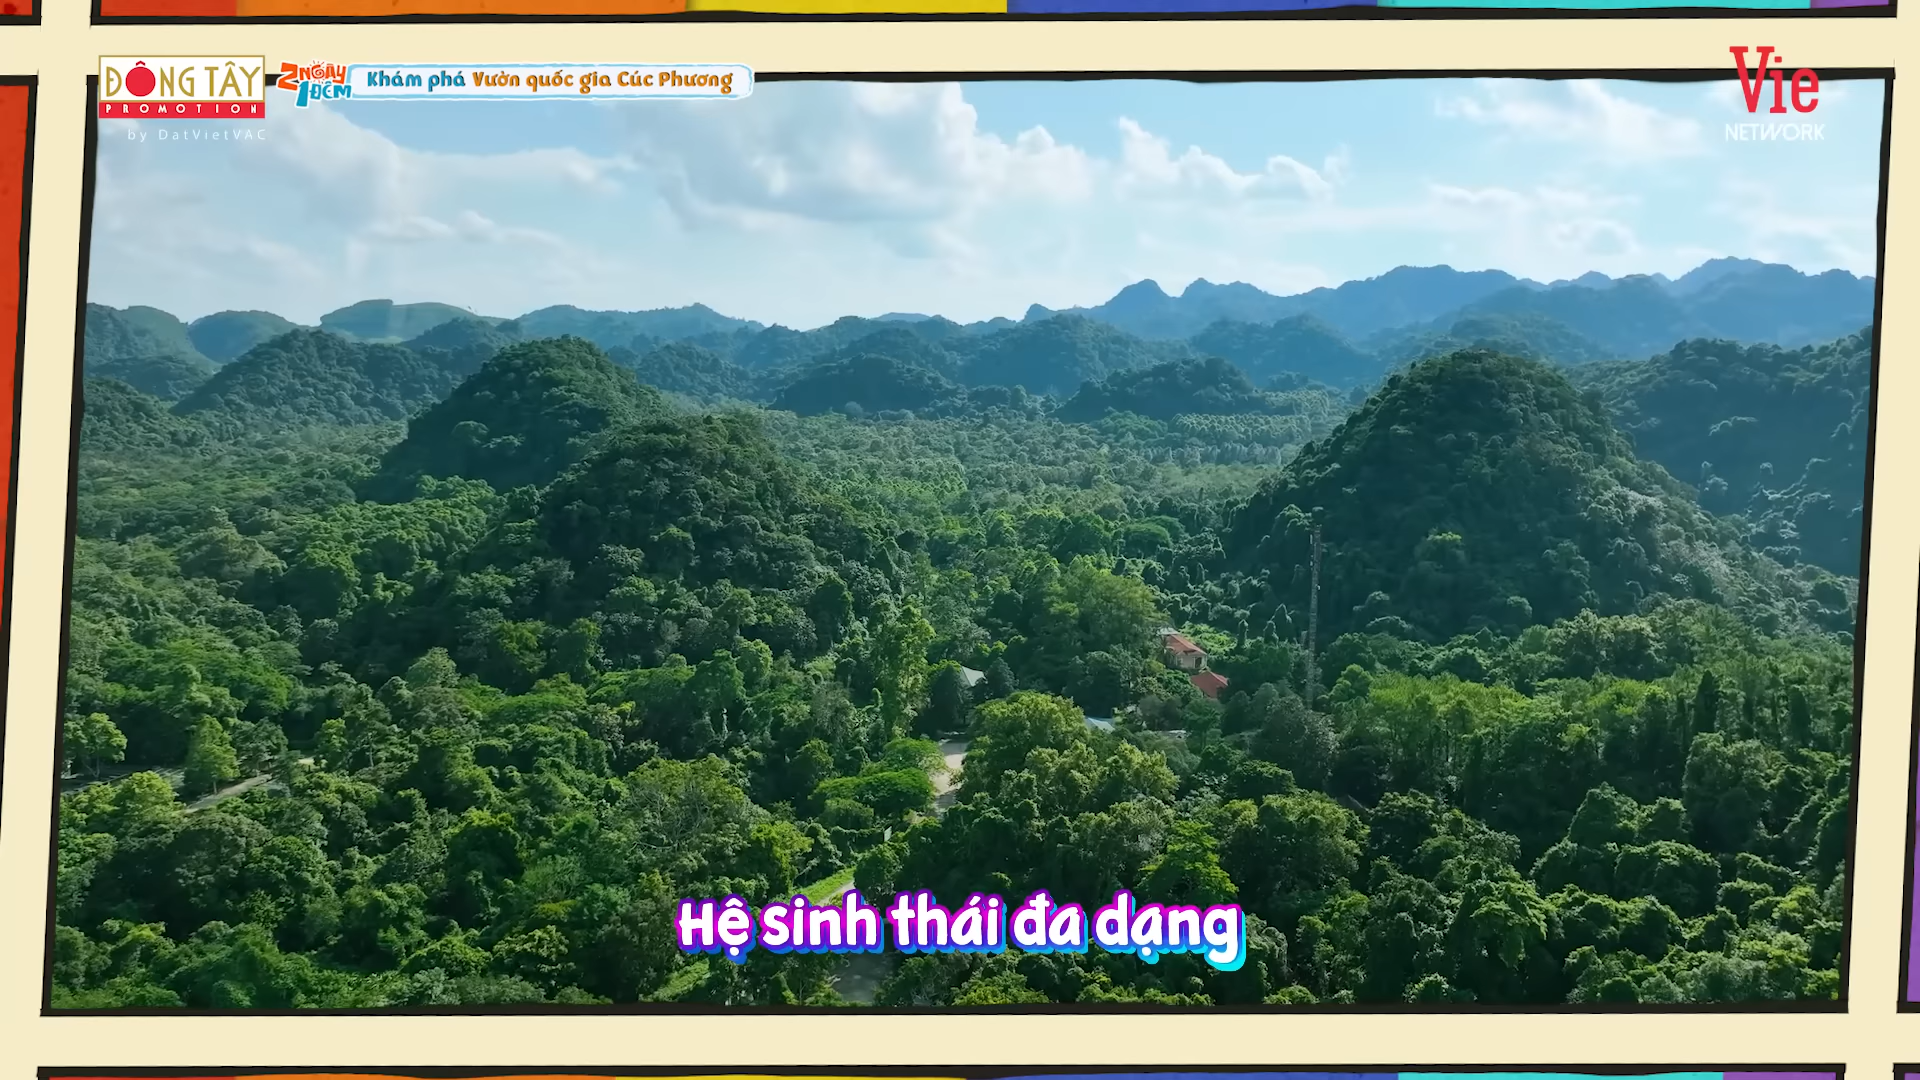 ĐÔNG TÂY
PROMOTION
by DatVietVAC
2 NGÀY
1 ĐÊM
Khám phá Vườn quốc gia Cúc Phương
Vie
NETWORK
Hệ sinh thái đa dạng